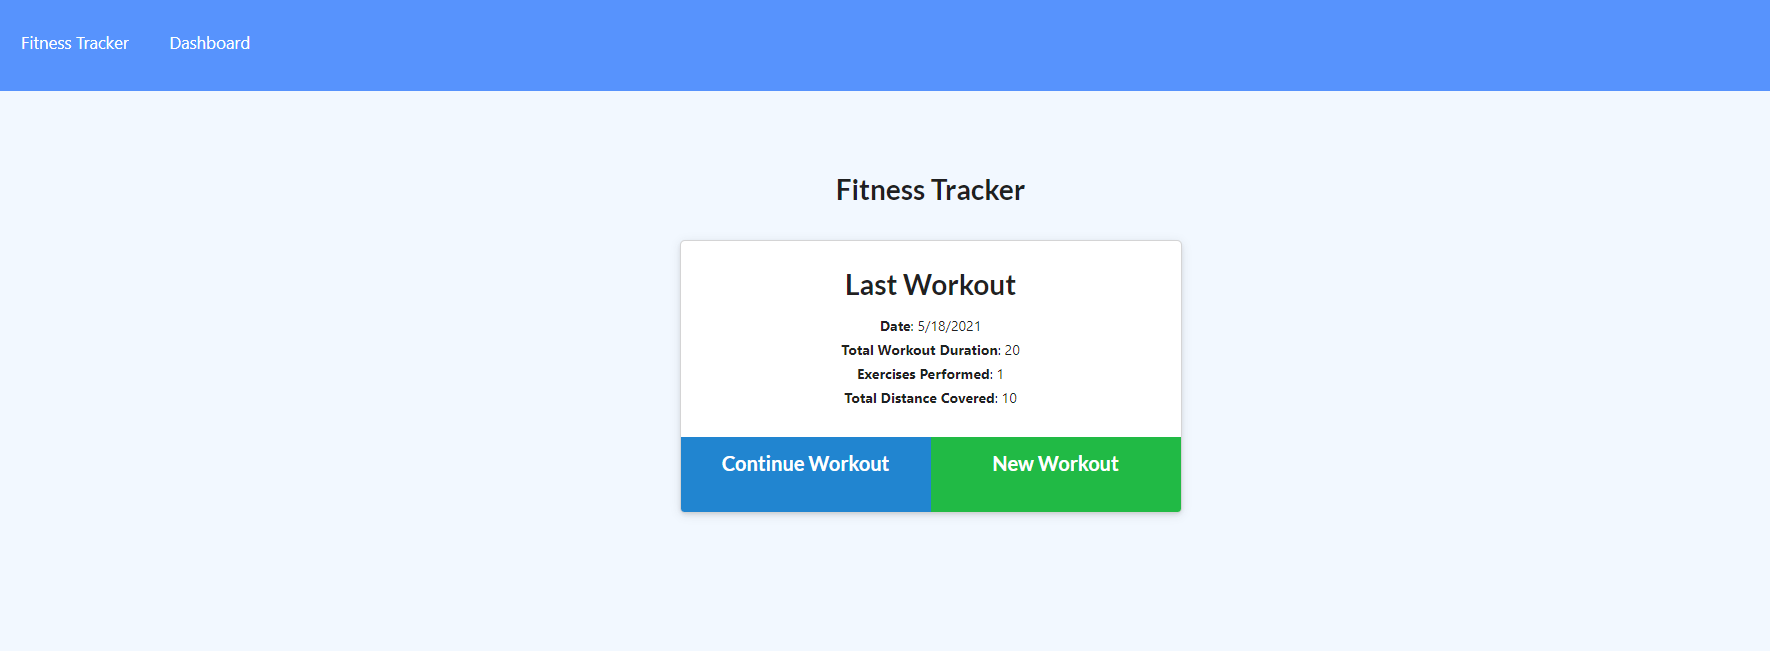 Fitness Tracker Dashboard
Fitness Tracker
Last Workout
Date: 5/18/2021
Total Workout Duration: 20
Exercises Performed: 1
Total Distance Covered: 10
Continue Workout New Workout